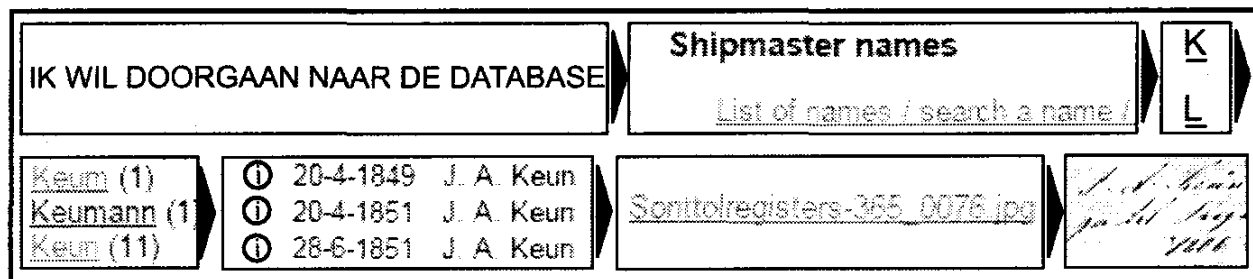 IK WIL DOORGAAN NAAR DE DATABASE
Shipmaster names
List of names / search a name /
K
L
Keum (1)
Keumann (1)
Keun (11)
20-4-1849 J. A. Keun
20-4-1851 J. A. Keun
28-6-1851 J. A. Keun
Sonttolregisters-365_0076.jpg